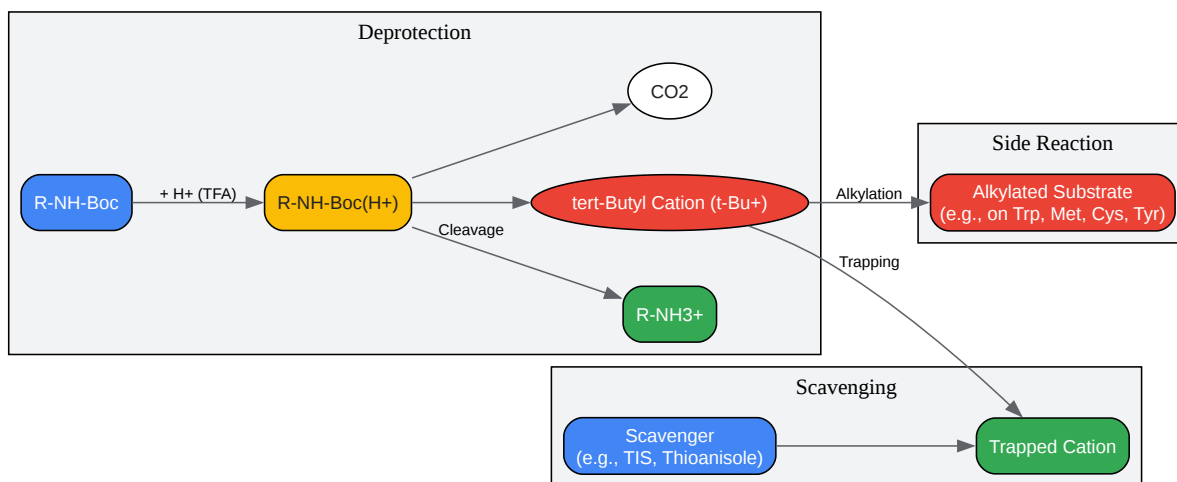 Deprotection
CO2
R-NH-Boc
+ H+ (TFA)
R-NH-Boc(H+)
Cleavage
tert-Butyl Cation (t-Bu+)
R-NH3+
Alkylation
Trapping
Side Reaction
Alkylated Substrate
(e.g., on Trp, Met, Cys, Tyr)
Scavenging
Scavenger
(e.g., TIS, Thioanisole)
Trapped Cation